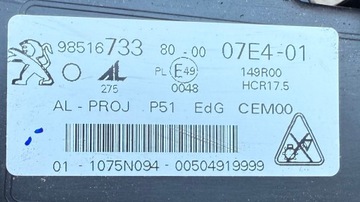 98516733 80-00 07E4-01
AL PL E49 149R00
275 0048 HCR17.5
AL-PROJ P51 EdG CEM00
01-1075N094-00504919999